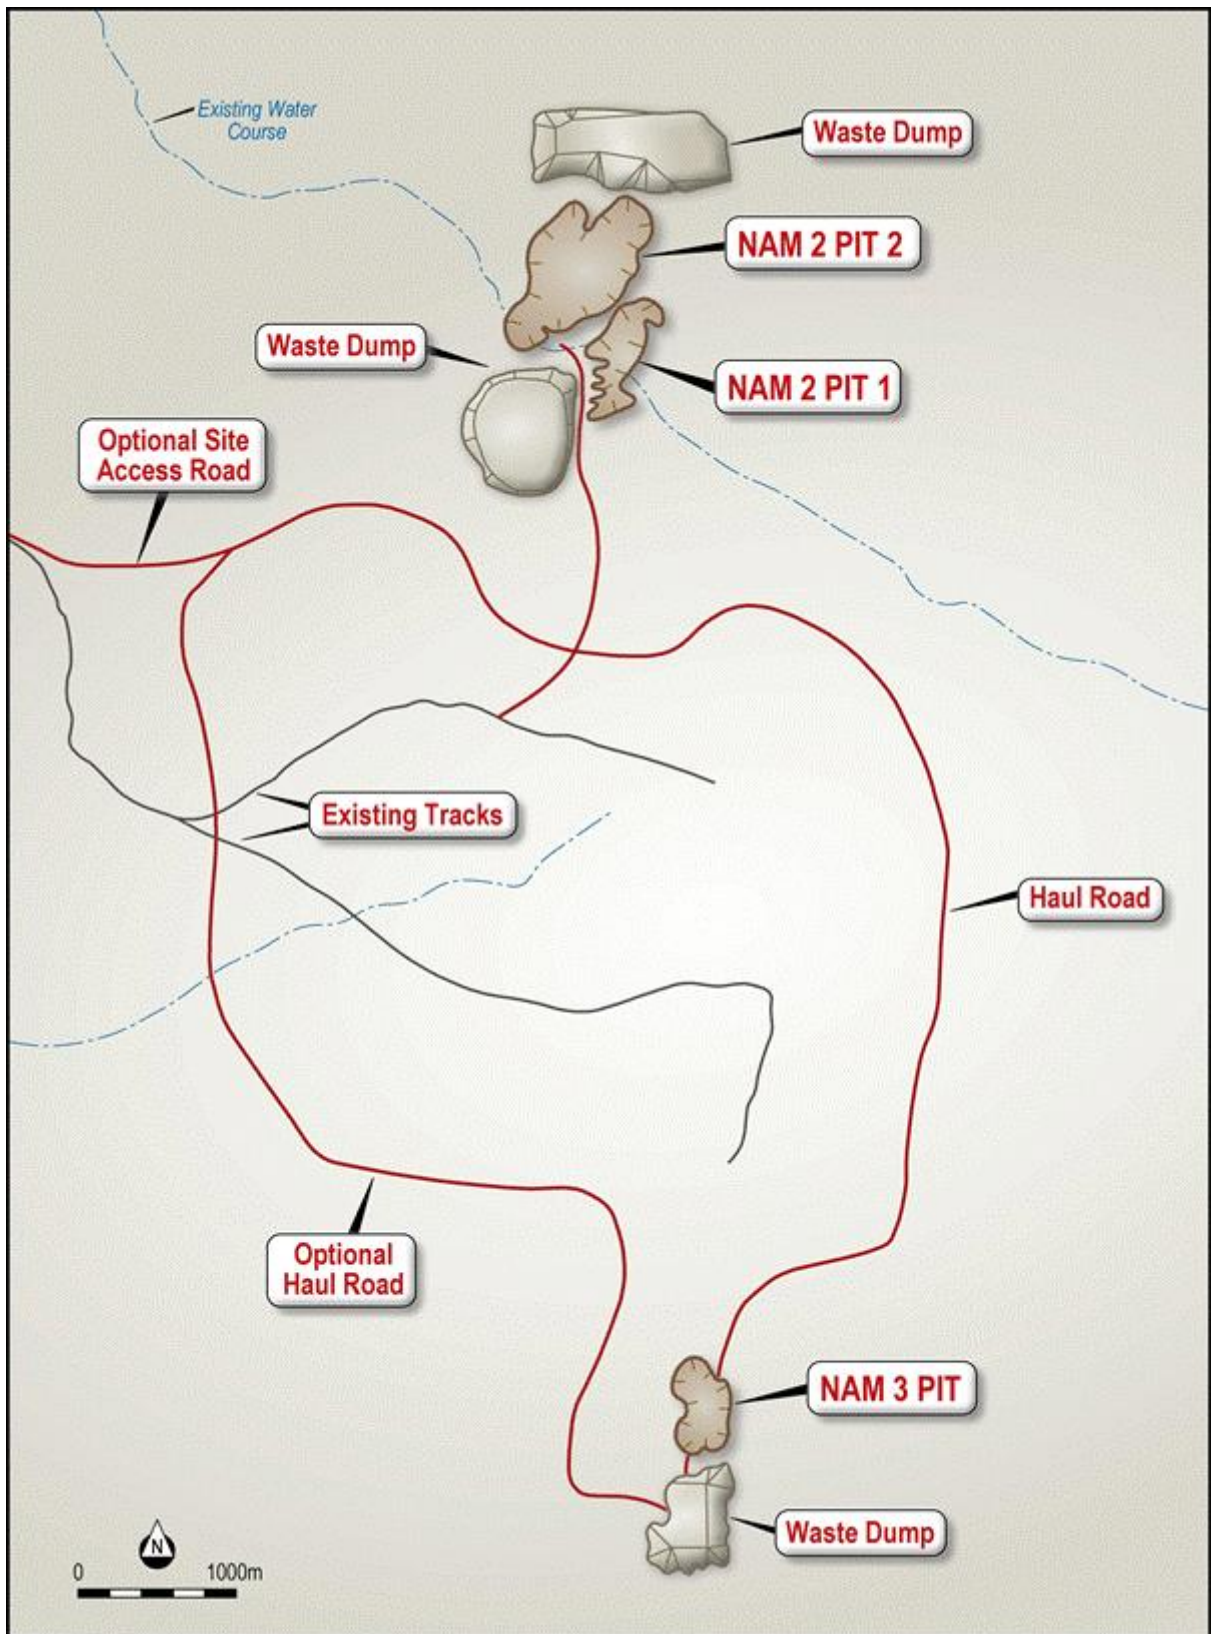 Existing Water
Course
Waste Dump
NAM 2 PIT 2
Waste Dump
NAM 2 PIT 1
Optional Site
Access Road
Existing Tracks
Haul Road
Optional
Haul Road
NAM 3 PIT
Waste Dump
N
0 1000m